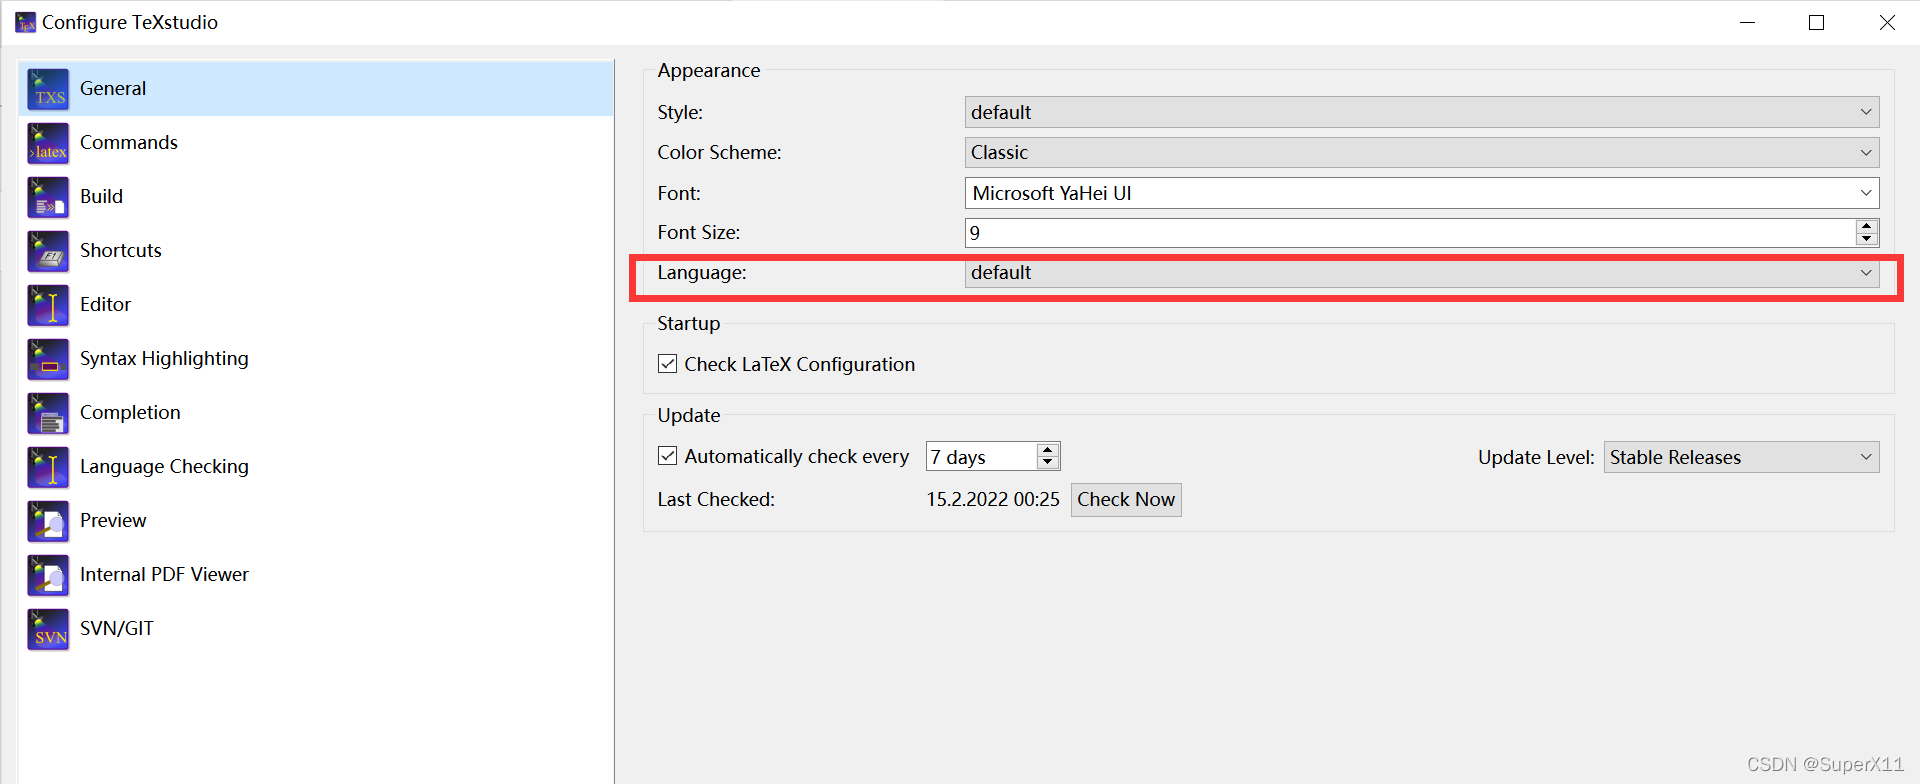 Configure TeXstudio
General
Commands
Build
Shortcuts
Editor
Syntax Highlighting
Completion
Language Checking
Preview
Internal PDF Viewer
SVN/GIT
Appearance
Style: default
Color Scheme: Classic
Font: Microsoft YaHei UI
Font Size: 9
Language: default
Startup
Check LaTeX Configuration
Update
Automatically check every 7 days Update Level: Stable Releases
Last Checked: 15.2.2022 00:25 Check Now
TXS
>latex
F1
SVN
CSDN @SuperX11